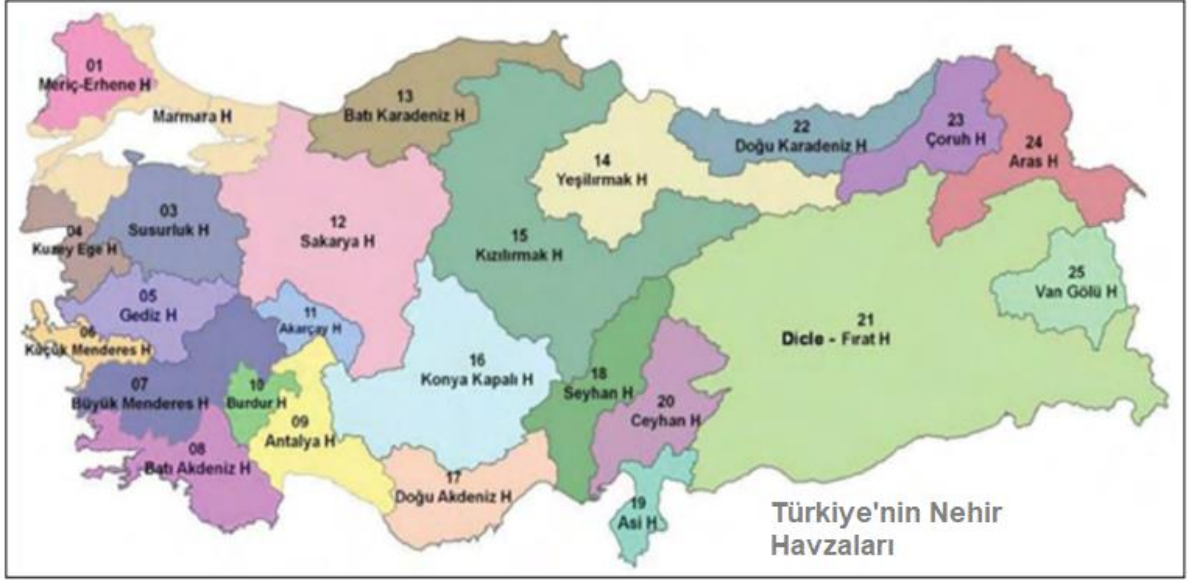 01
Meriç-Erhene H
Marmara H
13
Batı Karadeniz H
22
Doğu Karadeniz H
23
Çoruh H
24
Aras H
14
Yeşilırmak H
03
Susurluk H
12
Sakarya H
04
Kuzey Ege H
15
Kızılırmak H
25
Van Gölü H
05
Gediz H
11
Akarçay H
06
Küçük Menderes H
21
Dicle - Fırat H
16
Konya Kapalı H
07
Büyük Menderes H
10
Burdur H
18
Seyhan H
20
Ceyhan H
09
Antalya H
08
Batı Akdeniz H
17
Doğu Akdeniz H
19
Asi H
Türkiye'nin Nehir
Havzaları